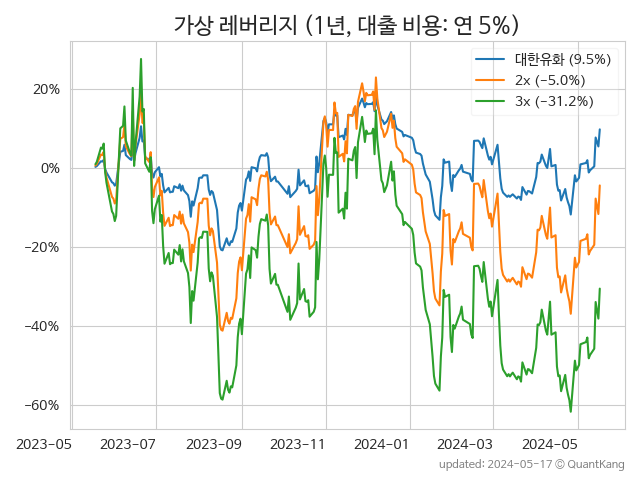 가상 레버리지 (1년, 대출 비용: 연 5%)
대한유화 (9.5%)
2x (−5.0%)
3x (−31.2%)
20%
0%
−20%
−40%
−60%
2023−05 2023−07 2023−09 2023−11 2024−01 2024−03 2024−05
updated: 2024-05-17 © QuantKang